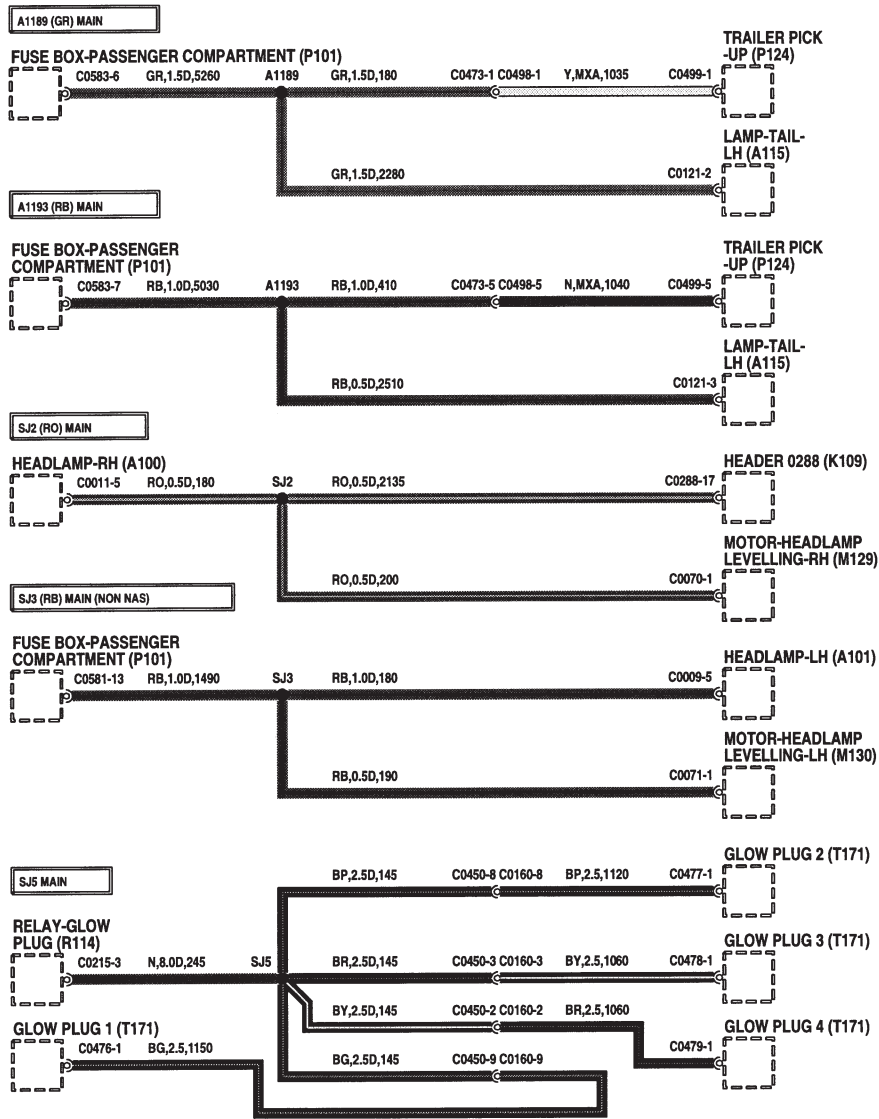 A1189 (GR) MAIN
FUSE BOX-PASSENGER COMPARTMENT (P101)
TRAILER PICK
-UP (P124)
C0583-6 GR,1.5D,5260 A1189 GR,1.5D,180 C0473-1 C0498-1 Y,MXA,1035 C0499-1
LAMP-TAIL-
LH (A115)
GR,1.5D,2280 C0121-2
A1193 (RB) MAIN
FUSE BOX-PASSENGER
COMPARTMENT (P101)
TRAILER PICK
-UP (P124)
C0583-7 RB,1.0D,5030 A1193 RB,1.0D,410 C0473-5 C0498-5 N,MXA,1040 C0499-5
LAMP-TAIL-
LH (A115)
RB,0.5D,2510 C0121-3
SJ2 (RO) MAIN
HEADLAMP-RH (A100)
HEADER 0288 (K109)
C0011-5 RO,0.5D,180 SJ2 RO,0.5D,2135 C0288-17
MOTOR-HEADLAMP
LEVELLING-RH (M129)
RO,0.5D,200 C0070-1
SJ3 (RB) MAIN (NON NAS)
FUSE BOX-PASSENGER
COMPARTMENT (P101)
HEADLAMP-LH (A101)
C0581-13 RB,1.0D,1490 SJ3 RB,1.0D,180 C0009-5
MOTOR-HEADLAMP
LEVELLING-LH (M130)
RB,0.5D,190 C0071-1
SJ5 MAIN
GLOW PLUG 2 (T171)
BP,2.5D,145 C0450-8 C0160-8 BP,2.5,1120 C0477-1
RELAY-GLOW
PLUG (R114)
GLOW PLUG 3 (T171)
C0215-3 N,8.0D,245 SJ5 BR,2.5D,145 C0450-3 C0160-3 BY,2.5,1060 C0478-1
BY,2.5D,145 C0450-2 C0160-2 BR,2.5,1060
GLOW PLUG 1 (T171)
GLOW PLUG 4 (T171)
C0476-1 BG,2.5,1150 BG,2.5D,145 C0450-9 C0160-9 C0479-1